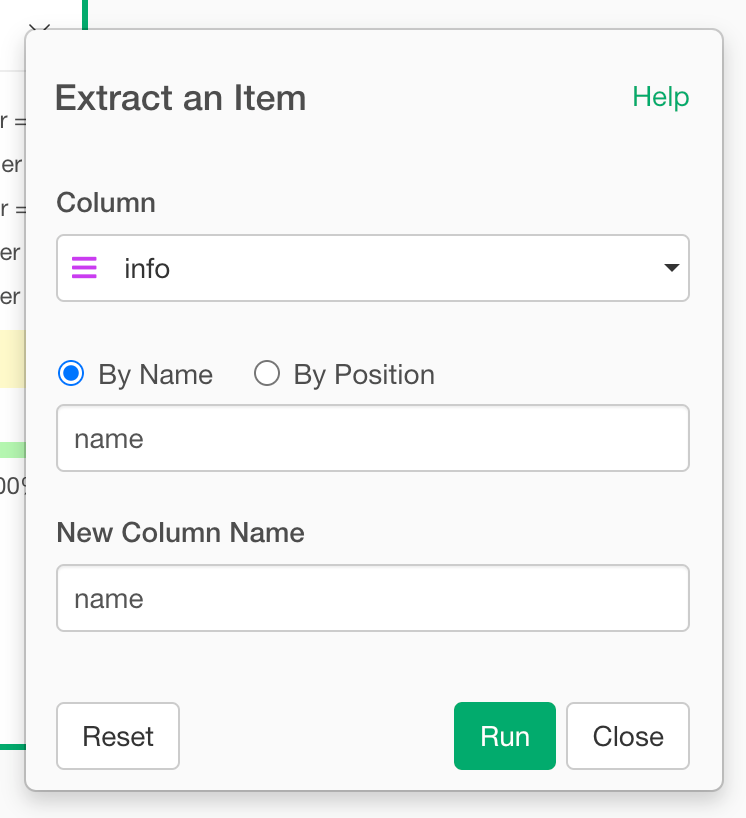 Extract an Item
Help
r =
er
r =
er
er
Column
info
By Name
By Position
name
New Column Name
name
Reset
Run
Close